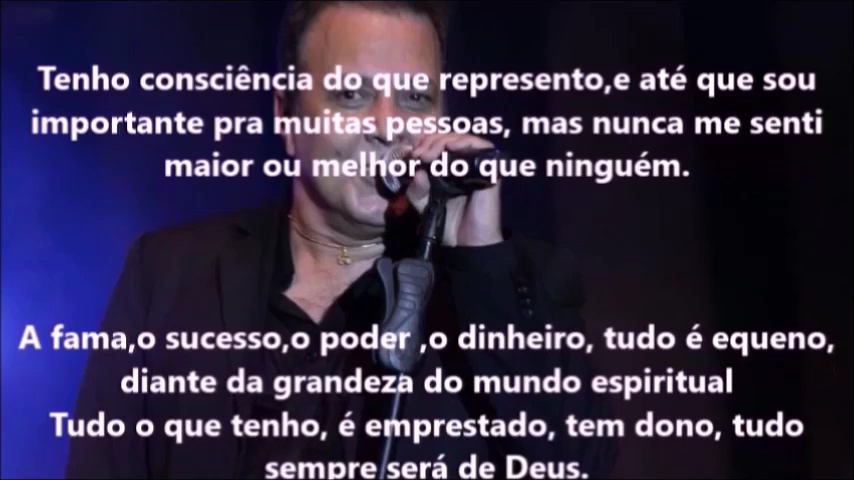 Tenho consciência do que represento,e até que sou
importante pra muitas pessoas, mas nunca me senti
maior ou melhor do que ninguém.
A fama,o sucesso,o poder ,o dinheiro, tudo é equeno,
diante da grandeza do mundo espiritual
Tudo o que tenho, é emprestado, tem dono, tudo
sempre será de Deus.